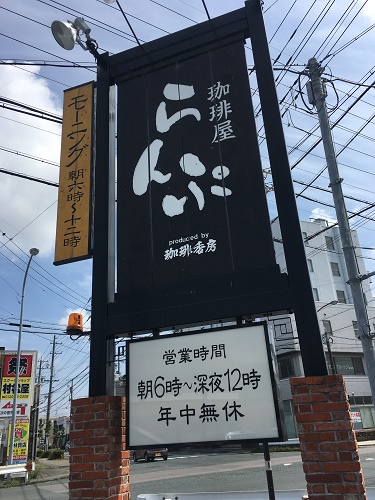 珈琲屋
らんぷ
produced by
珈琲香房
モーニング 朝六時〜十二時
営業時間
朝6時〜深夜12時
年中無休